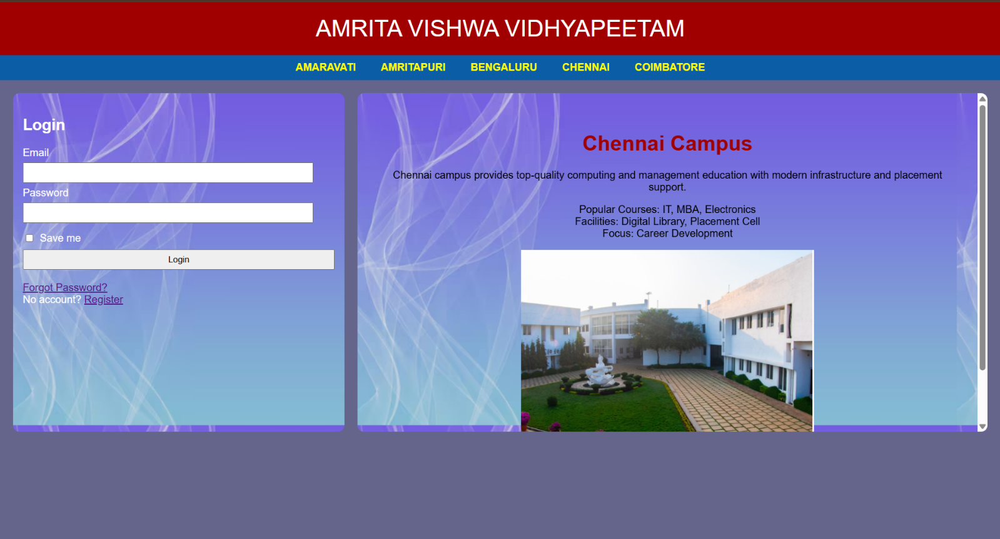 AMRITA VISHWA VIDHYAPEETAM
AMARAVATI AMRITAPURI BENGALURU CHENNAI COIMBATORE
Login
Email
Password
Save me
Login
Forgot Password?
No account? Register
Chennai Campus
Chennai campus provides top-quality computing and management education with modern infrastructure and placement
support.
Popular Courses: IT, MBA, Electronics
Facilities: Digital Library, Placement Cell
Focus: Career Development